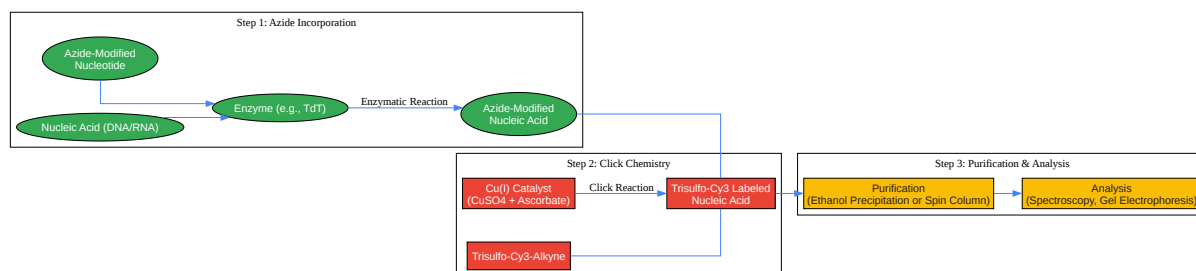 Step 1: Azide Incorporation
Azide-Modified
Nucleotide
Enzyme (e.g., TdT)
Enzymatic Reaction
Azide-Modified
Nucleic Acid
Nucleic Acid (DNA/RNA)
Step 2: Click Chemistry
Cu(I) Catalyst
(CuSO4 + Ascorbate)
Click Reaction
Trisulfo-Cy3 Labeled
Nucleic Acid
Trisulfo-Cy3-Alkyne
Step 3: Purification & Analysis
Purification
(Ethanol Precipitation or Spin Column)
Analysis
(Spectroscopy, Gel Electrophoresis)